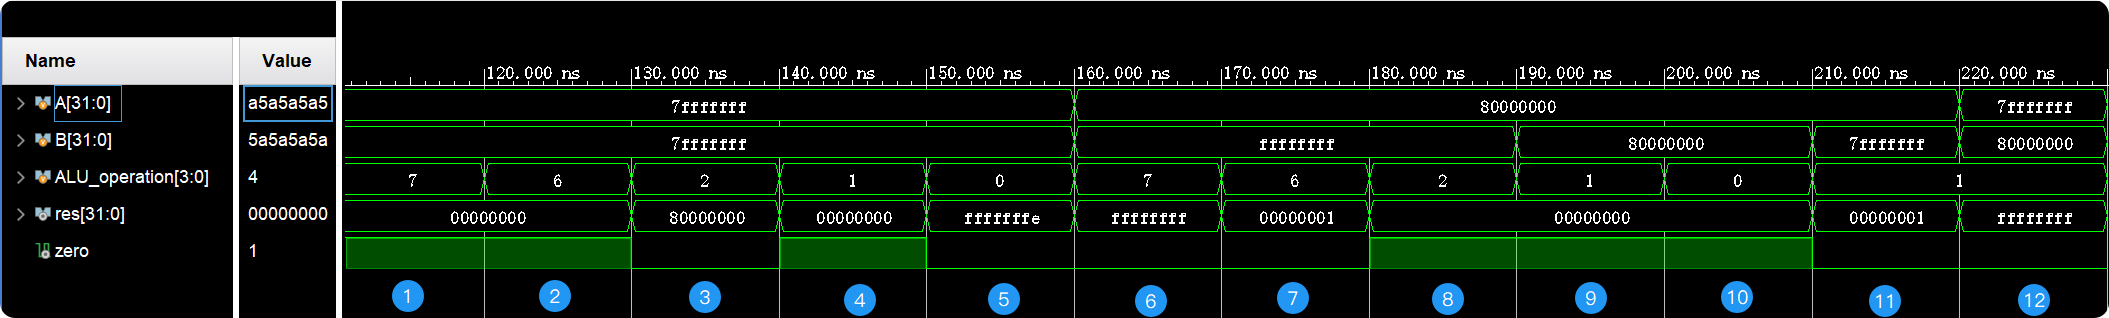 120.000 ns 130.000 ns 140.000 ns 150.000 ns 160.000 ns 170.000 ns 180.000 ns 190.000 ns 200.000 ns 210.000 ns 220.000 ns
Name Value
A[31:0] a5a5a5a5 7fffffff 80000000 7fffffff
B[31:0] 5a5a5a5a 7fffffff ffffffff 80000000 7fffffff 80000000
ALU_operation[3:0] 4 7 6 2 1 0 7 6 2 1 0 1
res[31:0] 00000000 00000000 80000000 00000000 fffffffe ffffffff 00000001 00000000 00000001 ffffffff
zero 1
1 2 3 4 5 6 7 8 9 10 11 12